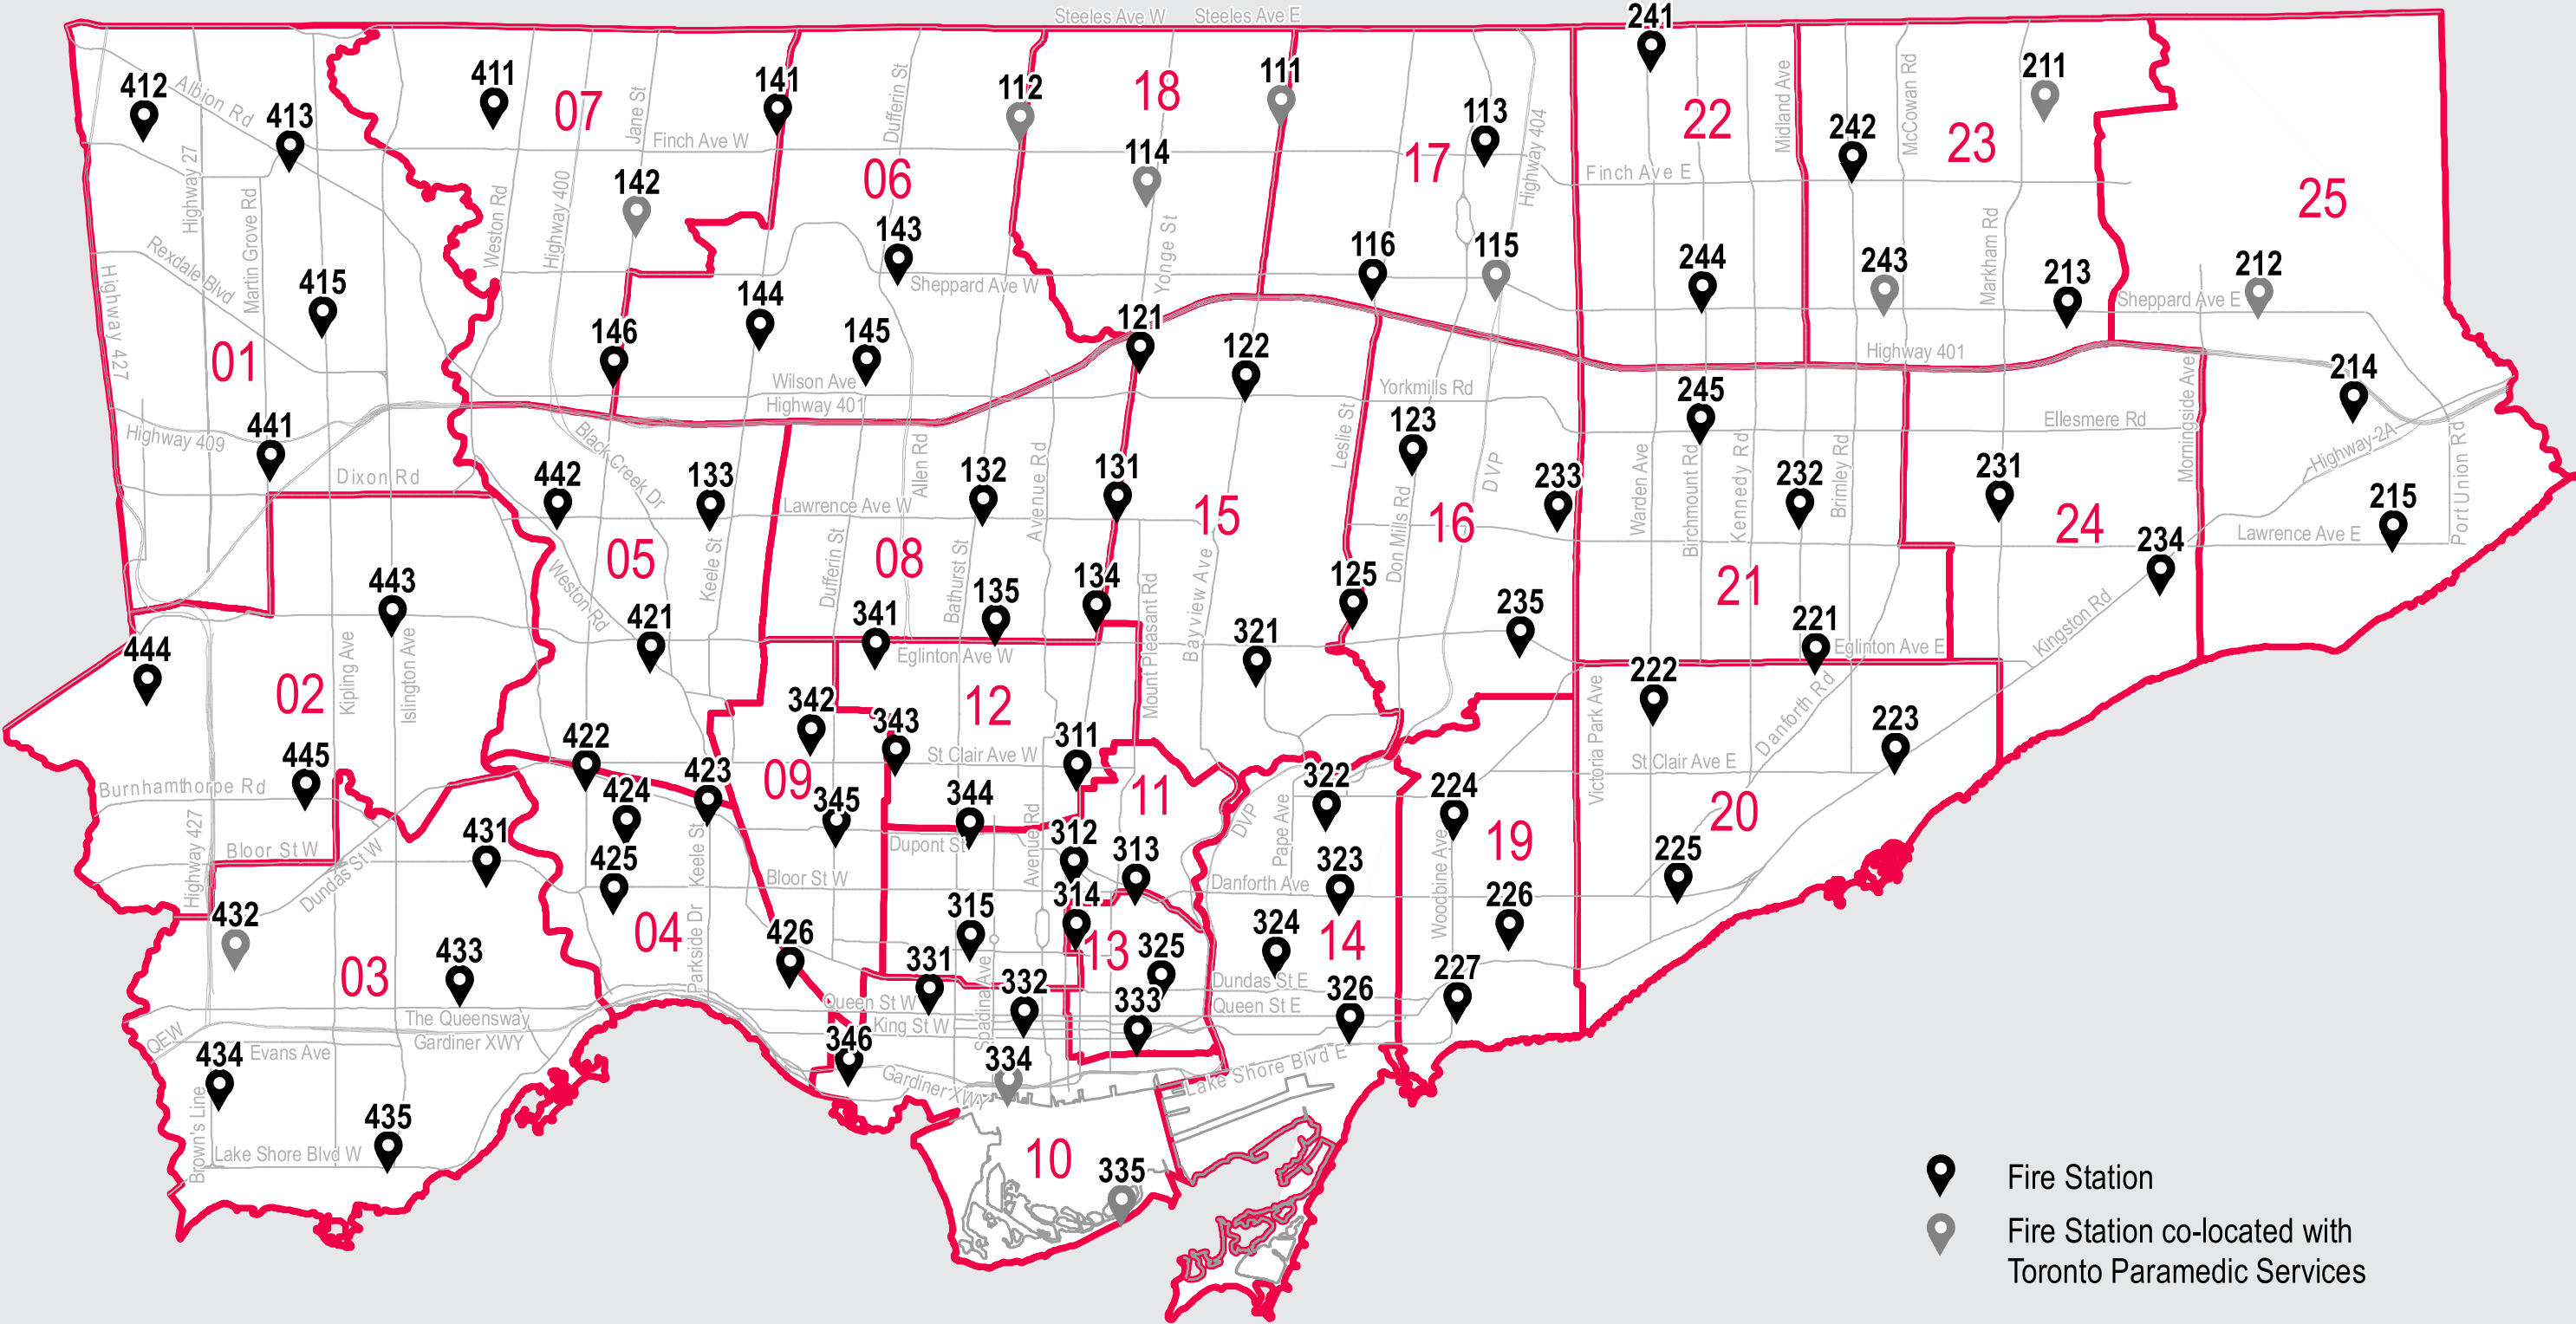 Steeles Ave W
Steeles Ave E
241
412
Albion Rd
413
411
07
Jane St
141
Dufferin St
112
18
111
113
Highway 404
22
Midland Ave
McCowan Rd
242
211
23
Finch Ave W
114
17
Finch Ave E
Highway 27
Martin Grove Rd
142
06
25
Weston Rd
Highway 400
143
Yonge St
116
115
244
243
Markham Rd
213
212
Rexdale Blvd
Highway 427
415
Sheppard Ave W
Sheppard Ave E
144
146
145
121
122
01
Wilson Ave
Highway 401
Highway 401
Yorkmills Rd
245
214
Morningside Ave
Ellesmere Rd
Highway 409
441
Black Creek Dr
Allen Rd
Avenue Rd
Leslie St
123
DVP
Highway-2A
Port Union Rd
Dixon Rd
442
133
Lawrence Ave W
132
131
15
Don Mills Rd
16
233
Warden Ave
Birchmount Rd
Kennedy Rd
232
Brimley Rd
231
24
234
215
Lawrence Ave E
05
08
Keele St
Dufferin St
Bathurst St
Weston Rd
443
421
341
135
134
Mount Pleasant Rd
Bayview Ave
125
235
21
221
Eglinton Ave E
Kingston Rd
Eglinton Ave W
444
02
Kipling Ave
Islington Ave
321
222
Victoria Park Ave
Danforth Rd
223
12
342
343
311
St Clair Ave W
St Clair Ave E
422
423
09
445
Burnhamthorpe Rd
424
345
344
Avenue Rd
11
322
224
19
20
DVP
Pape Ave
Highway 427
431
425
Keele St
Dupont St
312
313
Bloor St W
Dundas St W
Bloor St W
Danforth Ave
323
Woodbine Ave
226
225
432
04
Parkside Dr
426
315
314
13
324
14
03
433
331
Spadina Ave
332
325
Dundas St E
227
Queen St W
333
Queen St E
326
King St W
The Queensway
Gardiner XWY
QEW
Evans Ave
434
346
334
Gardiner XWY
Lake Shore Blvd E
Brown's Line
435
Lake Shore Blvd W
10
335
Fire Station
Fire Station co-located with
Toronto Paramedic Services